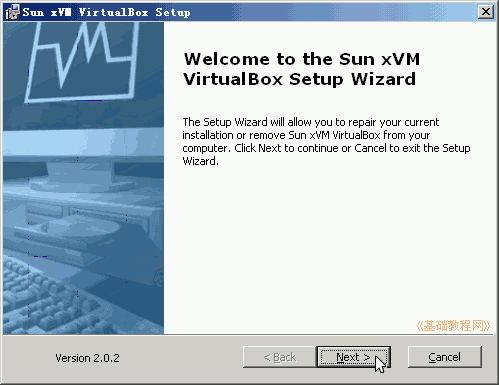 Sun xVM VirtualBox Setup
Welcome to the Sun xVM
VirtualBox Setup Wizard
The Setup Wizard will allow you to repair your current
installation or remove Sun xVM VirtualBox from your
computer. Click Next to continue or Cancel to exit the Setup
Wizard.
《基础教程网》
Version 2.0.2
< Back
Next >
Cancel